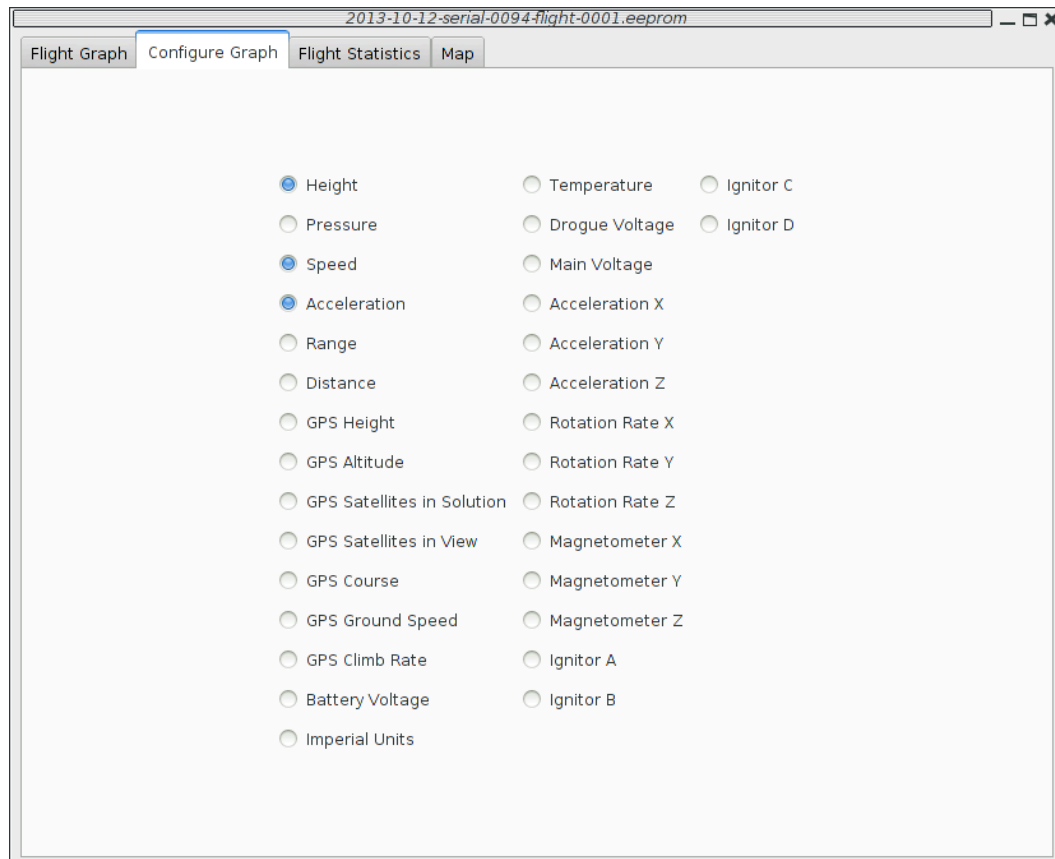 2013-10-12-serial-0094-flight-0001.eeprom
Flight Graph Configure Graph Flight Statistics Map
Height Temperature Ignitor C
Pressure Drogue Voltage Ignitor D
Speed Main Voltage
Acceleration Acceleration X
Range Acceleration Y
Distance Acceleration Z
GPS Height Rotation Rate X
GPS Altitude Rotation Rate Y
GPS Satellites in Solution Rotation Rate Z
GPS Satellites in View Magnetometer X
GPS Course Magnetometer Y
GPS Ground Speed Magnetometer Z
GPS Climb Rate Ignitor A
Battery Voltage Ignitor B
Imperial Units